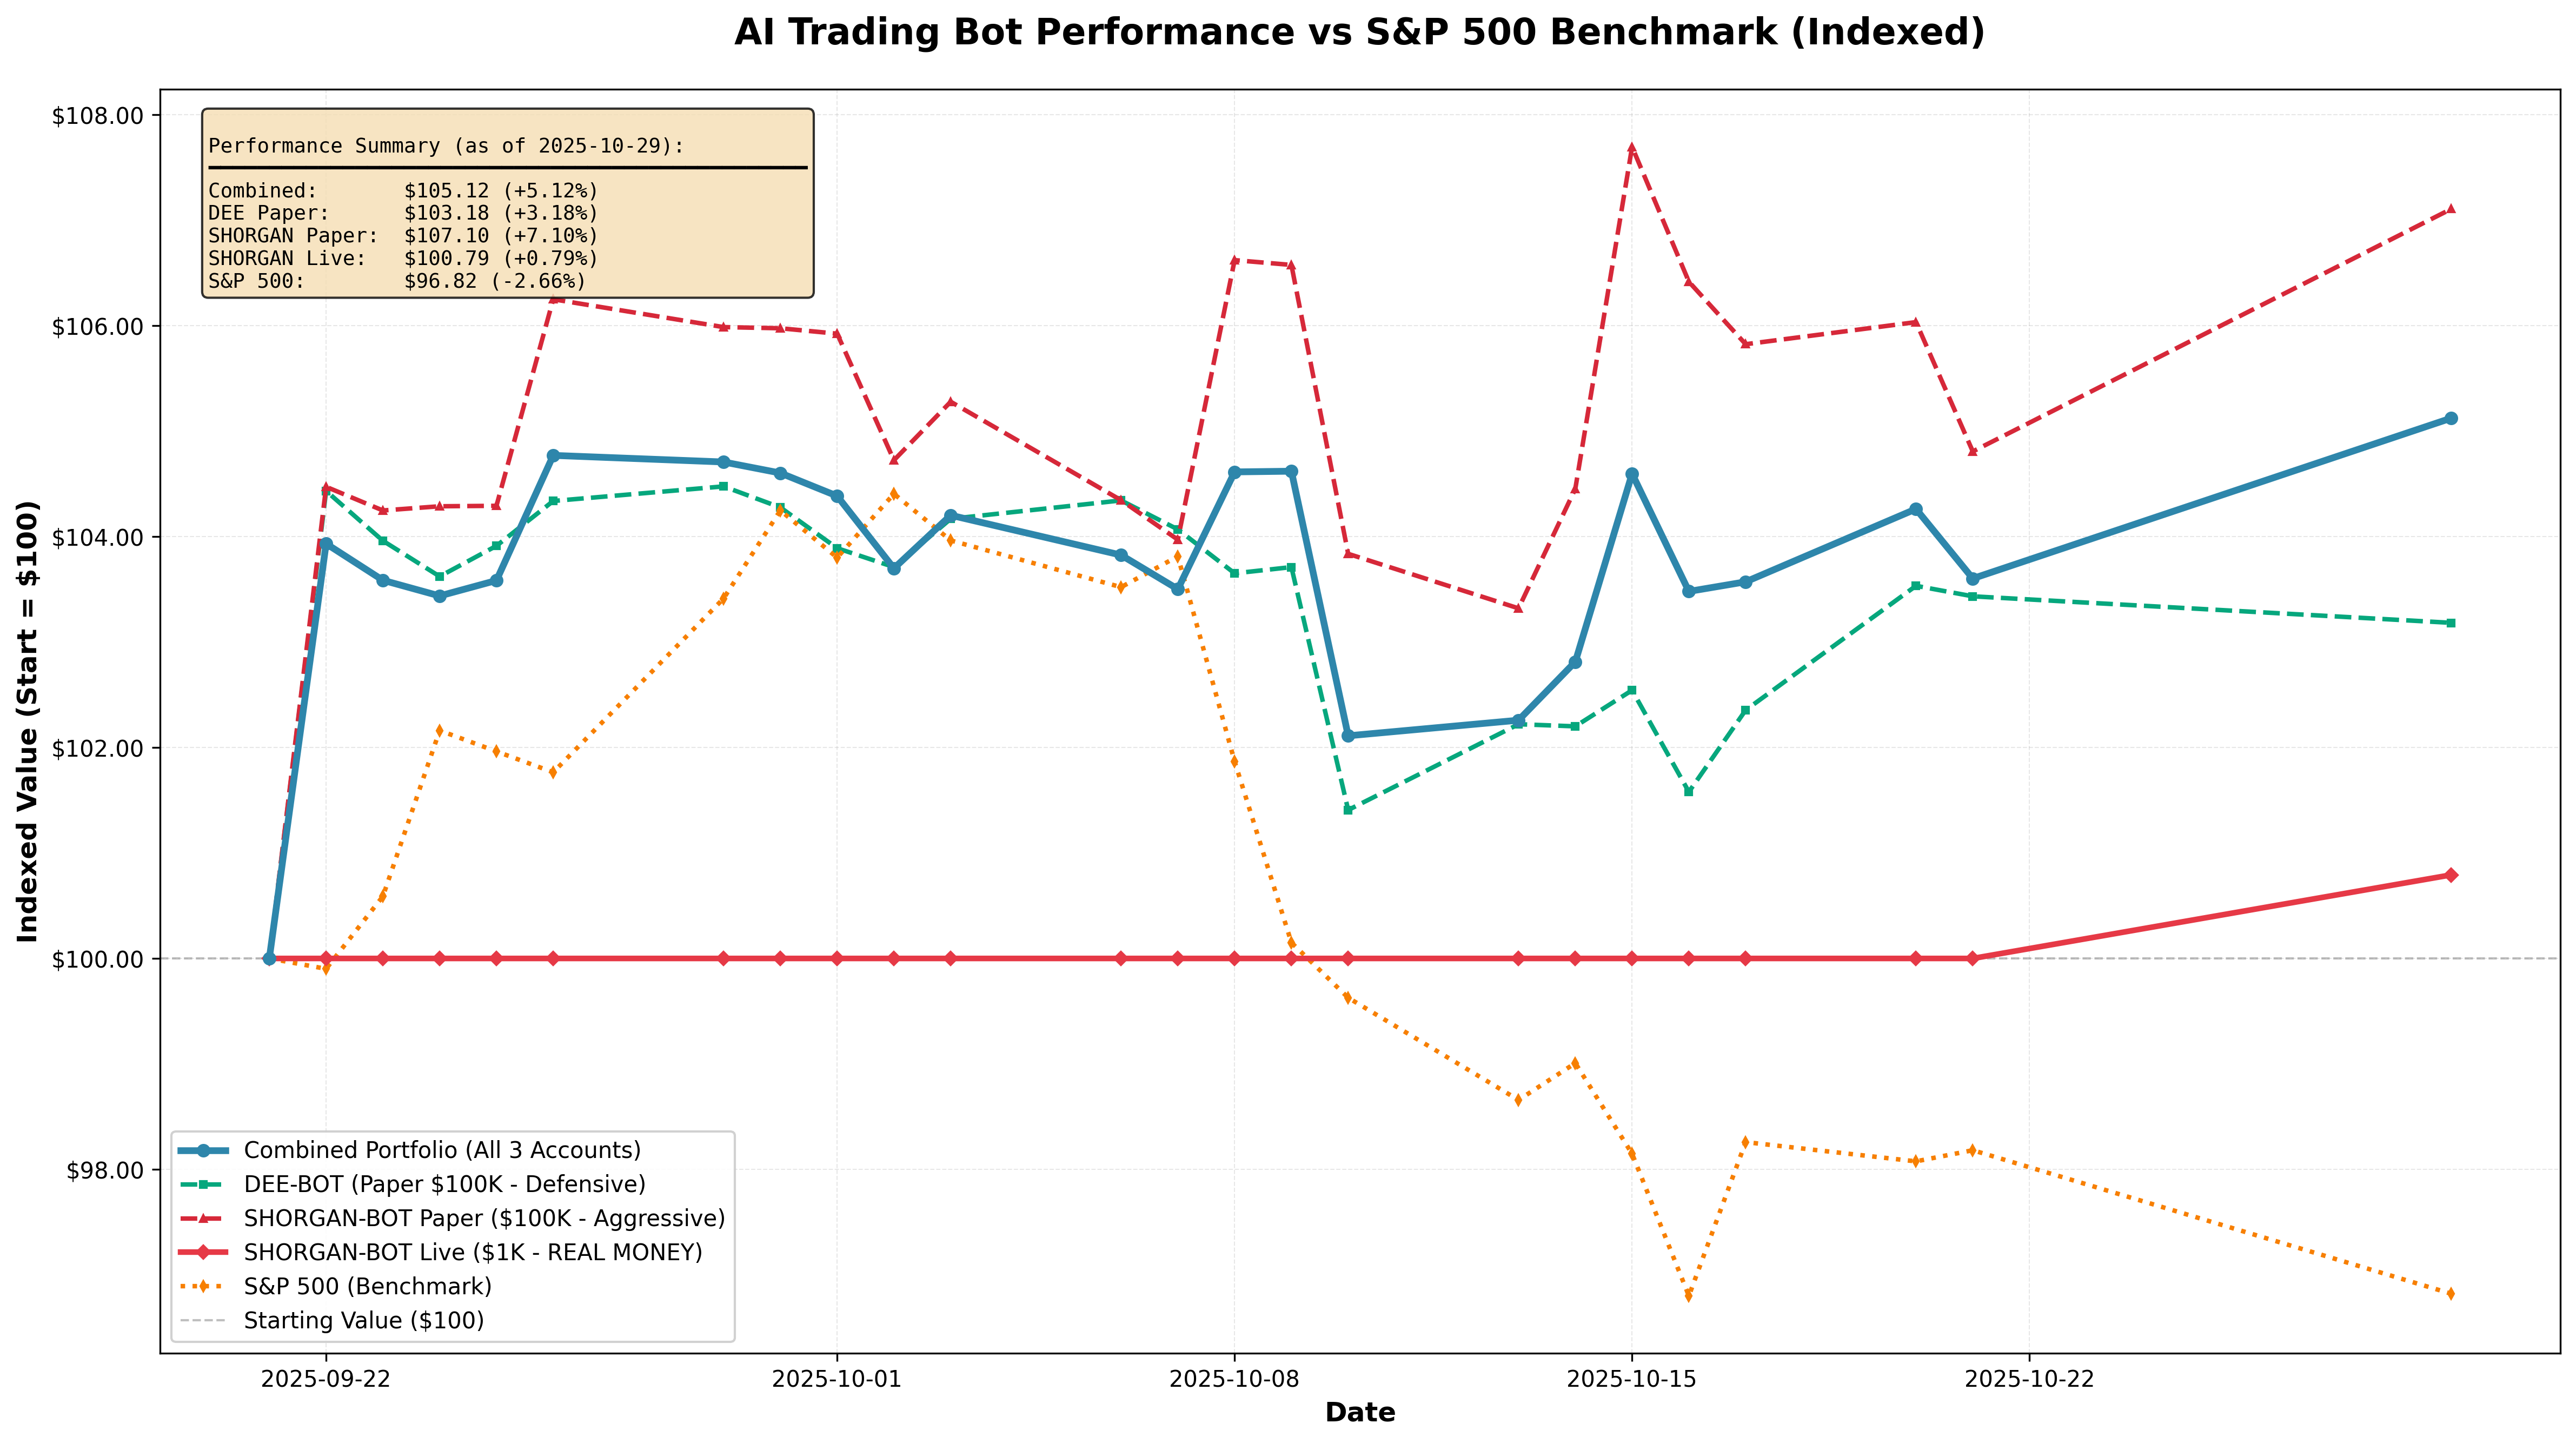 AI Trading Bot Performance vs S&P 500 Benchmark (Indexed)
Performance Summary (as of 2025-10-29):
Combined: $105.12 (+5.12%)
DEE Paper: $103.18 (+3.18%)
SHORGAN Paper: $107.10 (+7.10%)
SHORGAN Live: $100.79 (+0.79%)
S&P 500: $96.82 (-2.66%)
Indexed Value (Start = $100)
$108.00
$106.00
$104.00
$102.00
$100.00
$98.00
Combined Portfolio (All 3 Accounts)
DEE-BOT (Paper $100K - Defensive)
SHORGAN-BOT Paper ($100K - Aggressive)
SHORGAN-BOT Live ($1K - REAL MONEY)
S&P 500 (Benchmark)
Starting Value ($100)
2025-09-22
2025-10-01
2025-10-08
2025-10-15
2025-10-22
Date